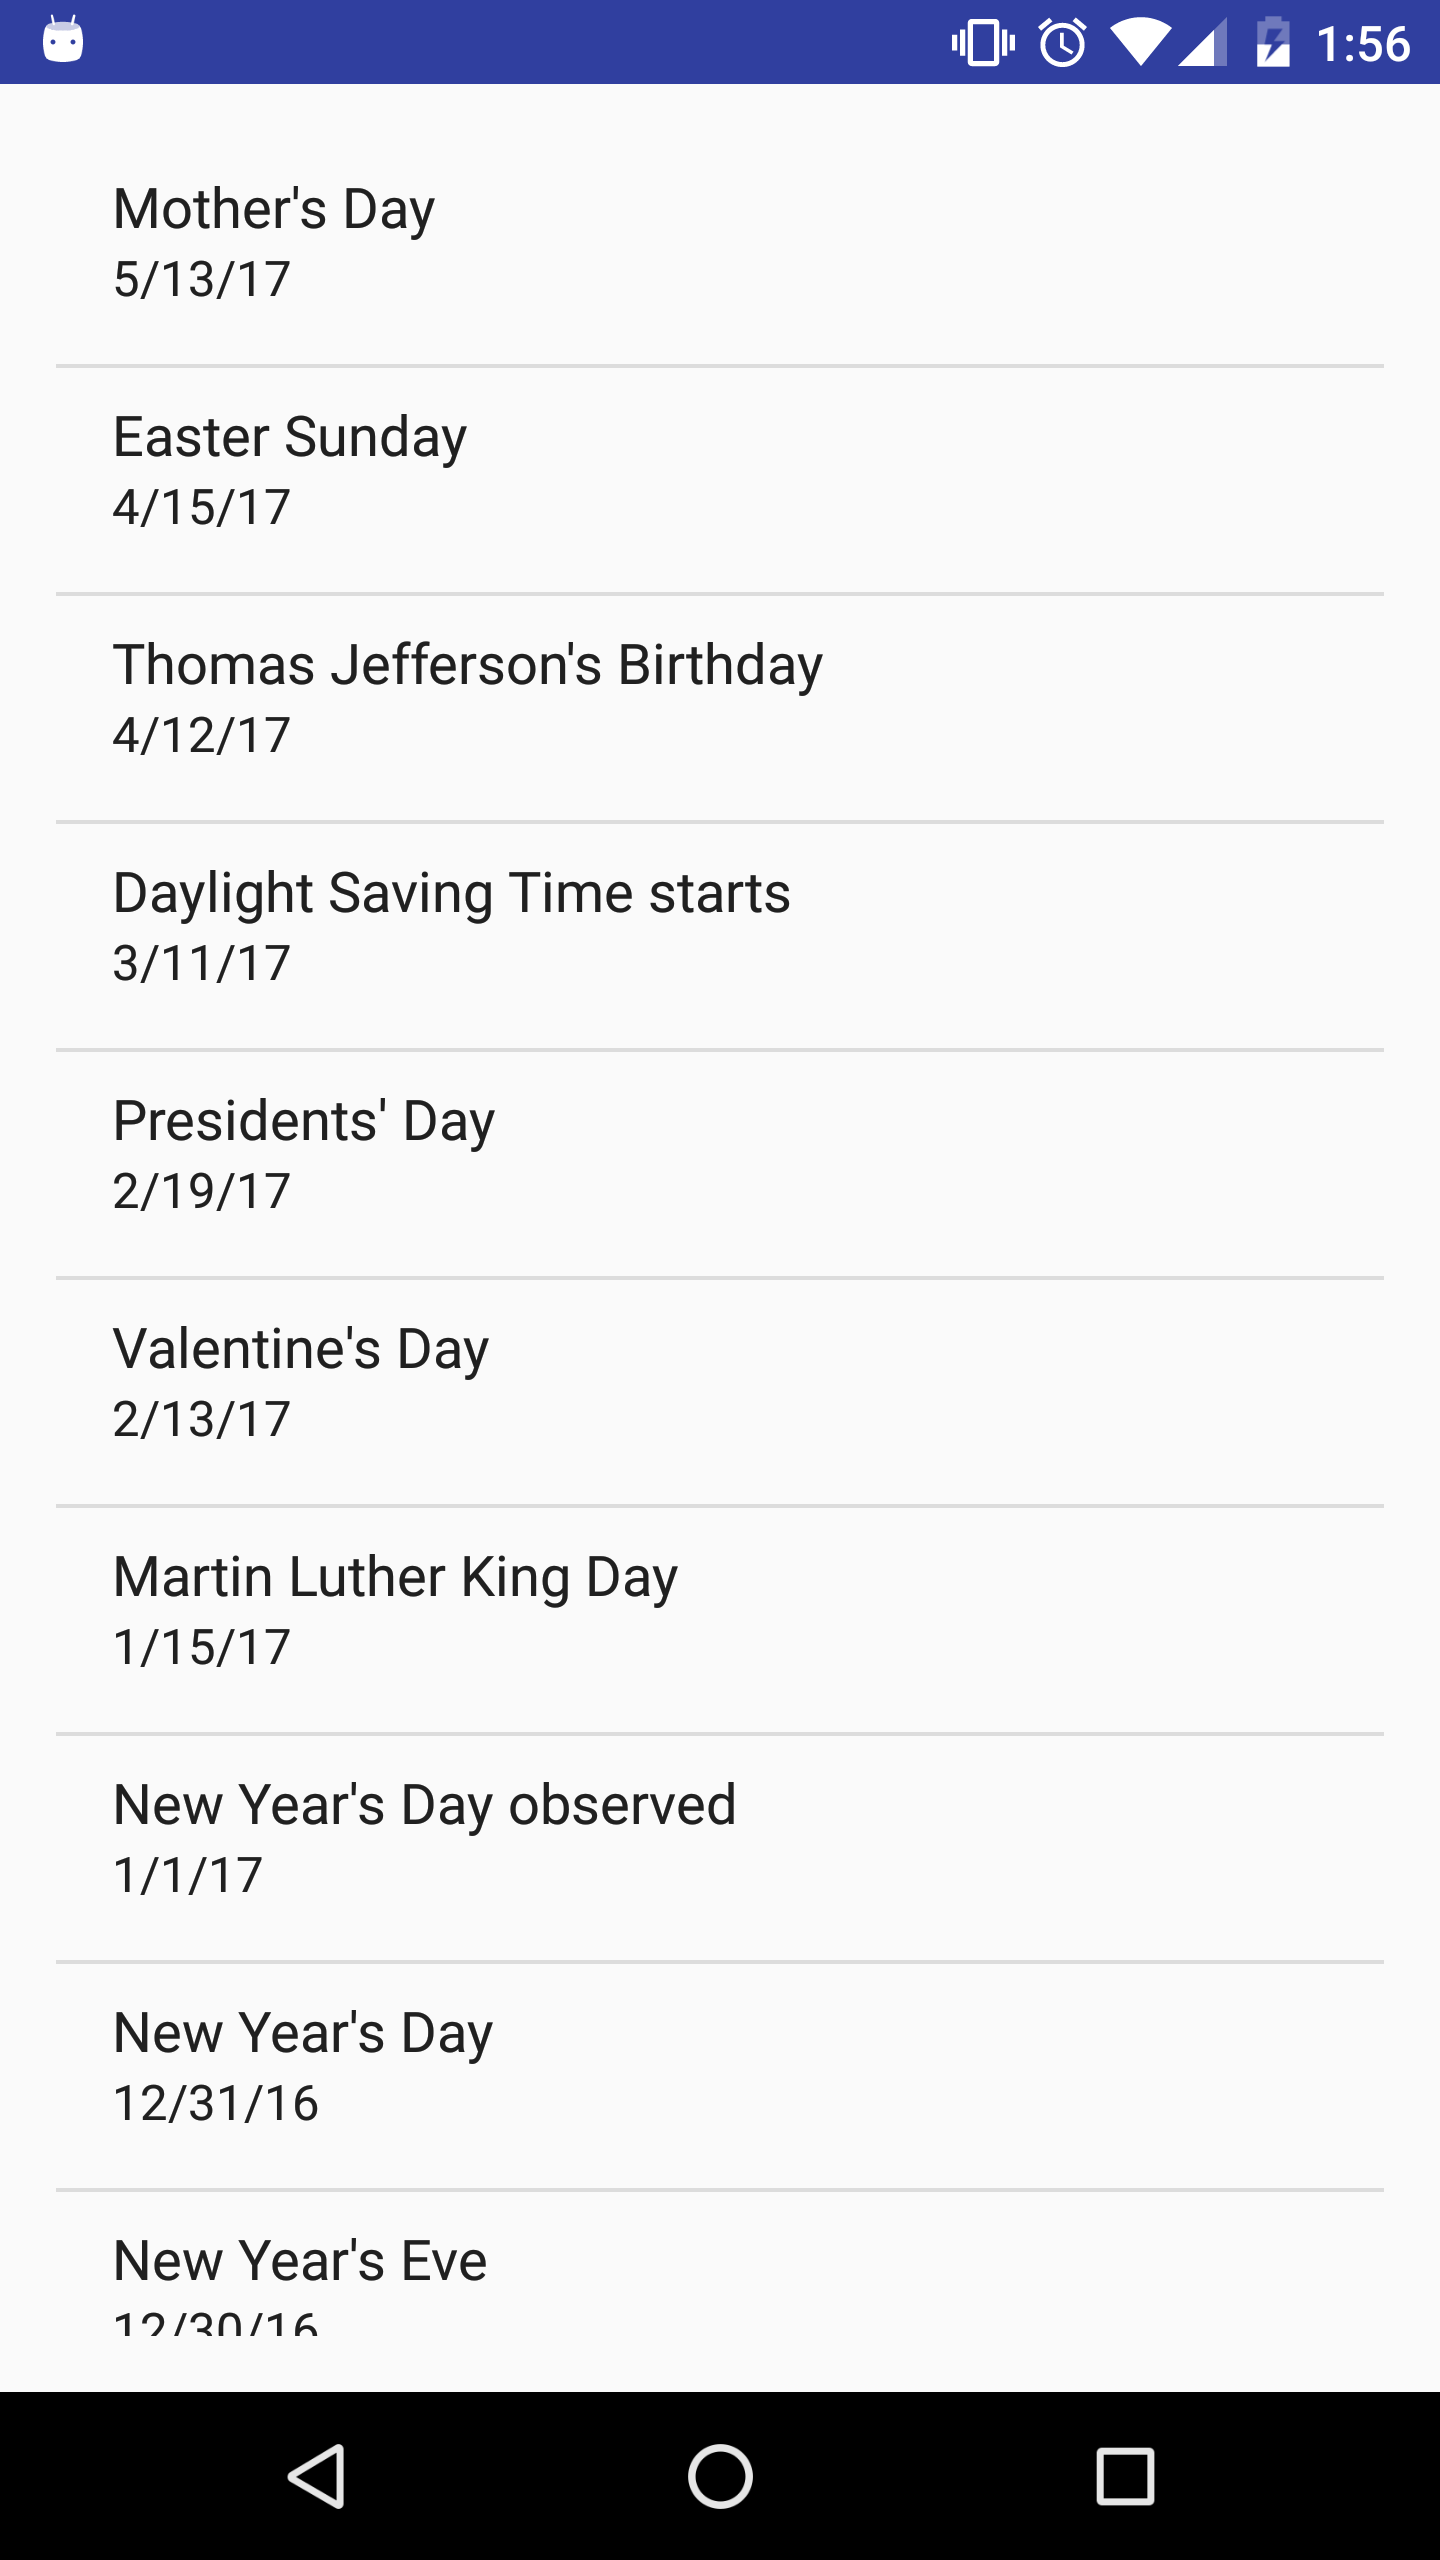 1:56
Mother's Day
5/13/17
Easter Sunday
4/15/17
Thomas Jefferson's Birthday
4/12/17
Daylight Saving Time starts
3/11/17
Presidents' Day
2/19/17
Valentine's Day
2/13/17
Martin Luther King Day
1/15/17
New Year's Day observed
1/1/17
New Year's Day
12/31/16
New Year's Eve
12/30/16